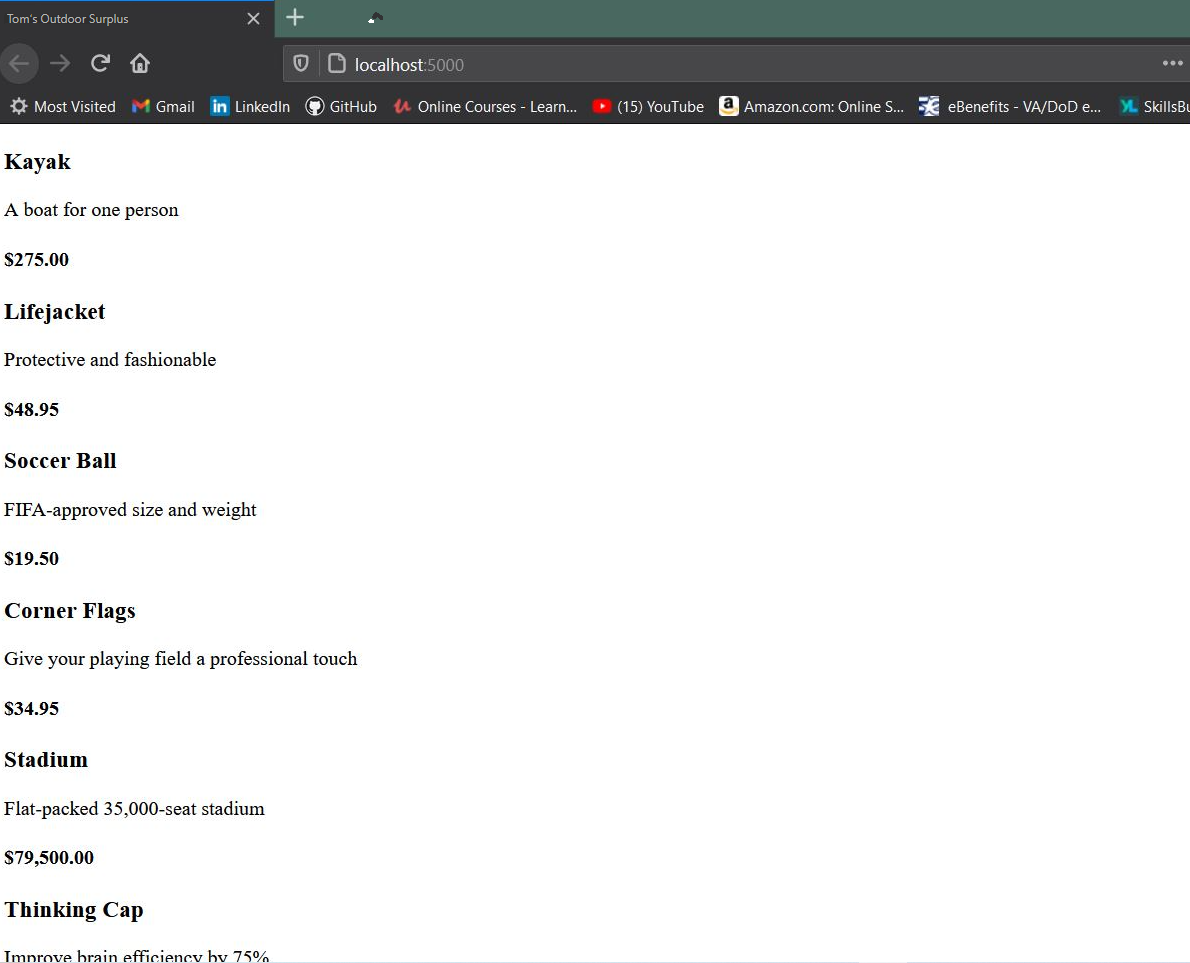 Tom's Outdoor Surplus
localhost:5000
Most Visited Gmail LinkedIn GitHub Online Courses - Learn... (15) YouTube Amazon.com: Online S... eBenefits - VA/DoD e... SkillsBu
Kayak
A boat for one person
$275.00
Lifejacket
Protective and fashionable
$48.95
Soccer Ball
FIFA-approved size and weight
$19.50
Corner Flags
Give your playing field a professional touch
$34.95
Stadium
Flat-packed 35,000-seat stadium
$79,500.00
Thinking Cap
Improve brain efficiency by 75%